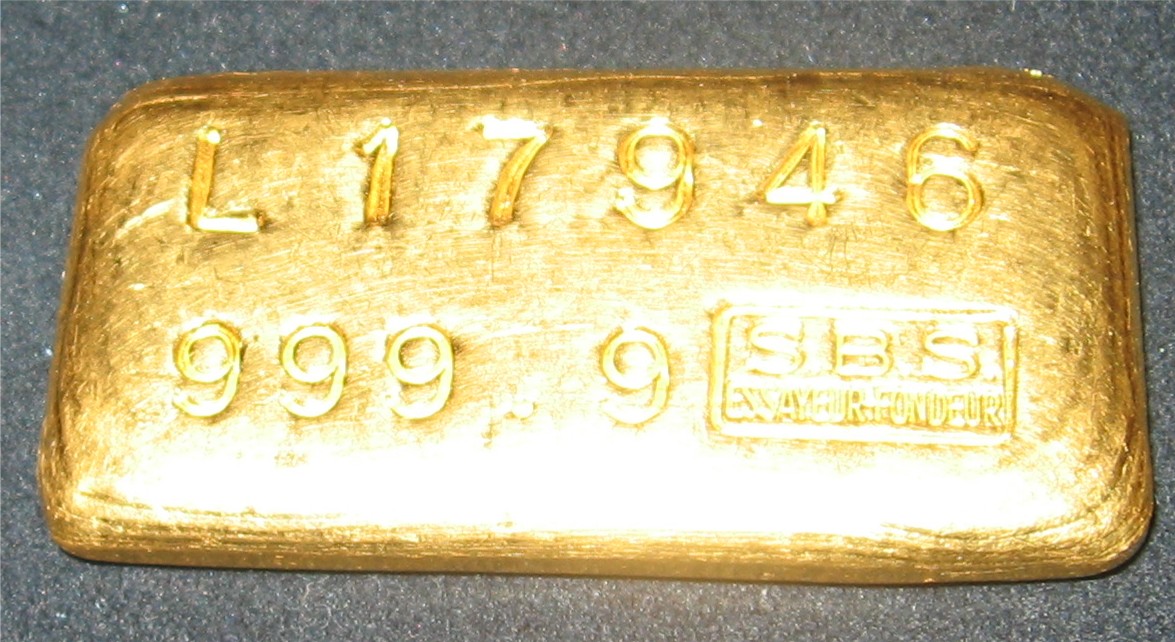 L 17946
999.9
S.B.S.
ESSAYEUR-FONDEUR